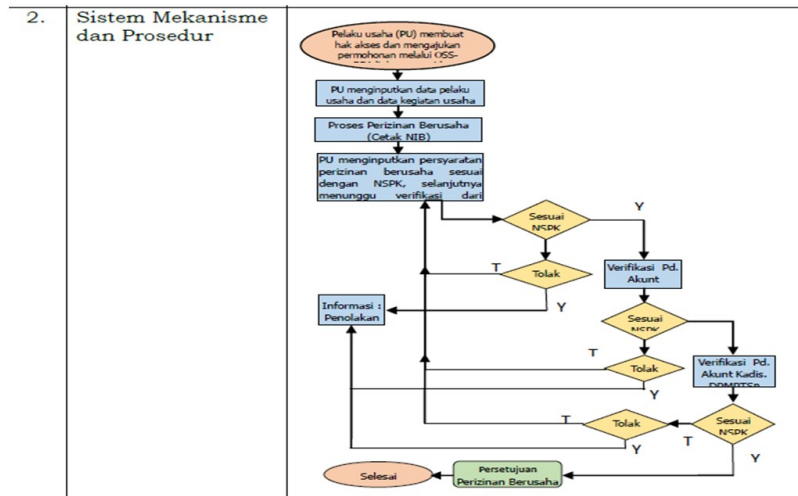 2. Sistem Mekanisme
dan Prosedur
Pelaku usaha (PU) membuat
hak akses dan mengajukan
permohonan melalui OSS-
PU menginputkan data pelaku
usaha dan data kegiatan usaha
Proses Perizinan Berusaha
(Cetak NIB)
PU menginputkan persyaratan
perizinan berusaha sesuai
dengan NSPK, selanjutnya
menunggu verifikasi dari
Sesuai
NSPK
Y
T
Tolak
Y
Verifikasi Pd.
Akunt
Informasi :
Penolakan
Sesuai
NSPK
T
Tolak
Y
Verifikasi Pd.
Akunt Kadis.
DPMPTSp
T
Tolak
Y
T
Sesuai
NSPK
Y
Selesai
Persetujuan
Perizinan Berusaha